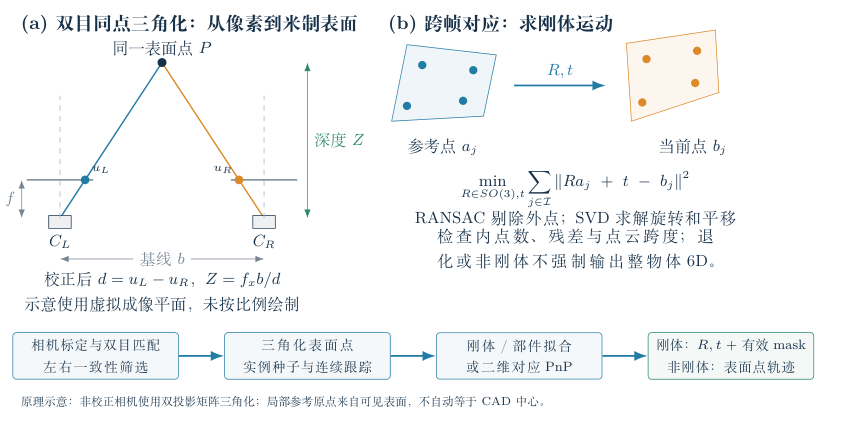 (a) 双目同点三角化：从像素到米制表面
同一表面点 P
u_L
u_R
深度 Z
f
C_L
C_R
基线 b
校正后 d = u_L − u_R， Z = f_x b/d
示意使用虚拟成像平面，未按比例绘制
(b) 跨帧对应：求刚体运动
R, t
参考点 a_j
当前点 b_j
min_{R∈SO(3),t} ∑_{j∈\mathcal{I}} ‖Ra_j + t − b_j‖²
RANSAC 剔除外点；SVD 求解旋转和平移
检查内点数、残差与点云跨度；退
化或非刚体不强制输出整物体 6D。
相机标定与双目匹配
左右一致性筛选
三角化表面点
实例种子与连续跟踪
刚体 / 部件拟合
或二维对应 PnP
刚体：R, t + 有效 mask
非刚体：表面点轨迹
原理示意：非校正相机使用双投影矩阵三角化；局部参考原点来自可见表面，不自动等于 CAD 中心。